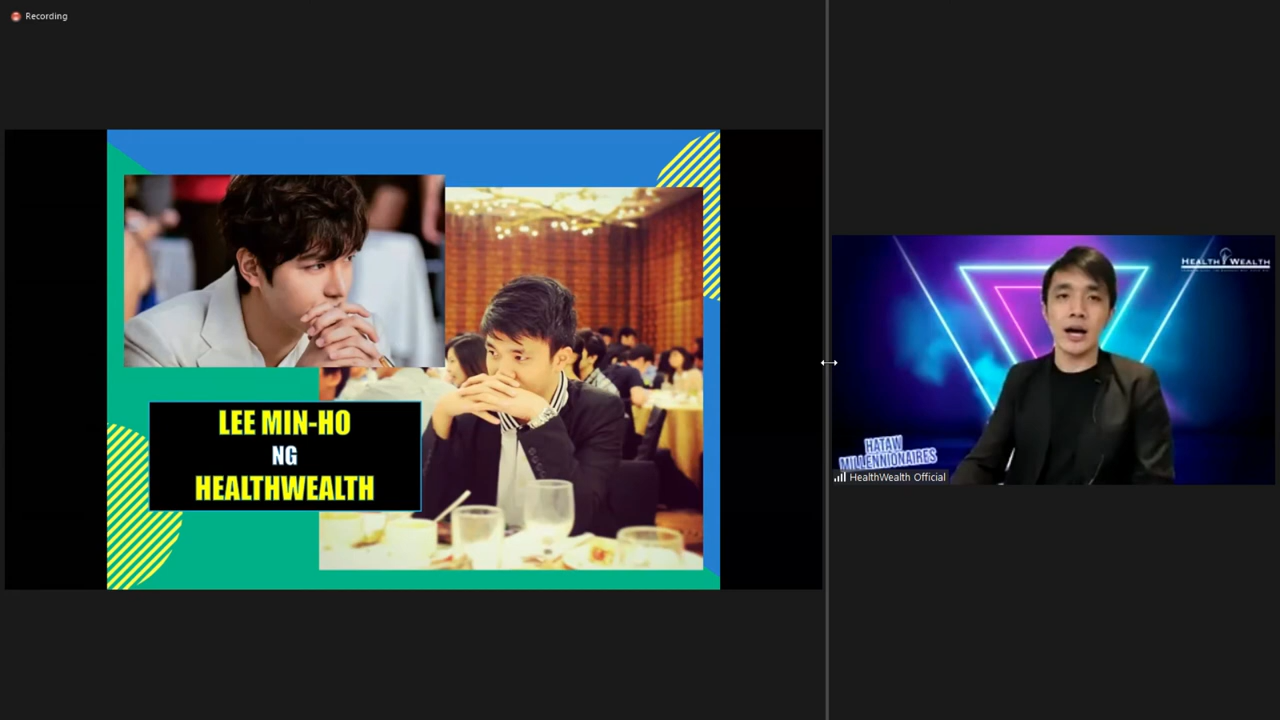 Recording
LEE MIN-HO
NG
HEALTHWEALTH
HEALTH WEALTH
HATAW
MILLENNIONAIRES
HealthWealth Official